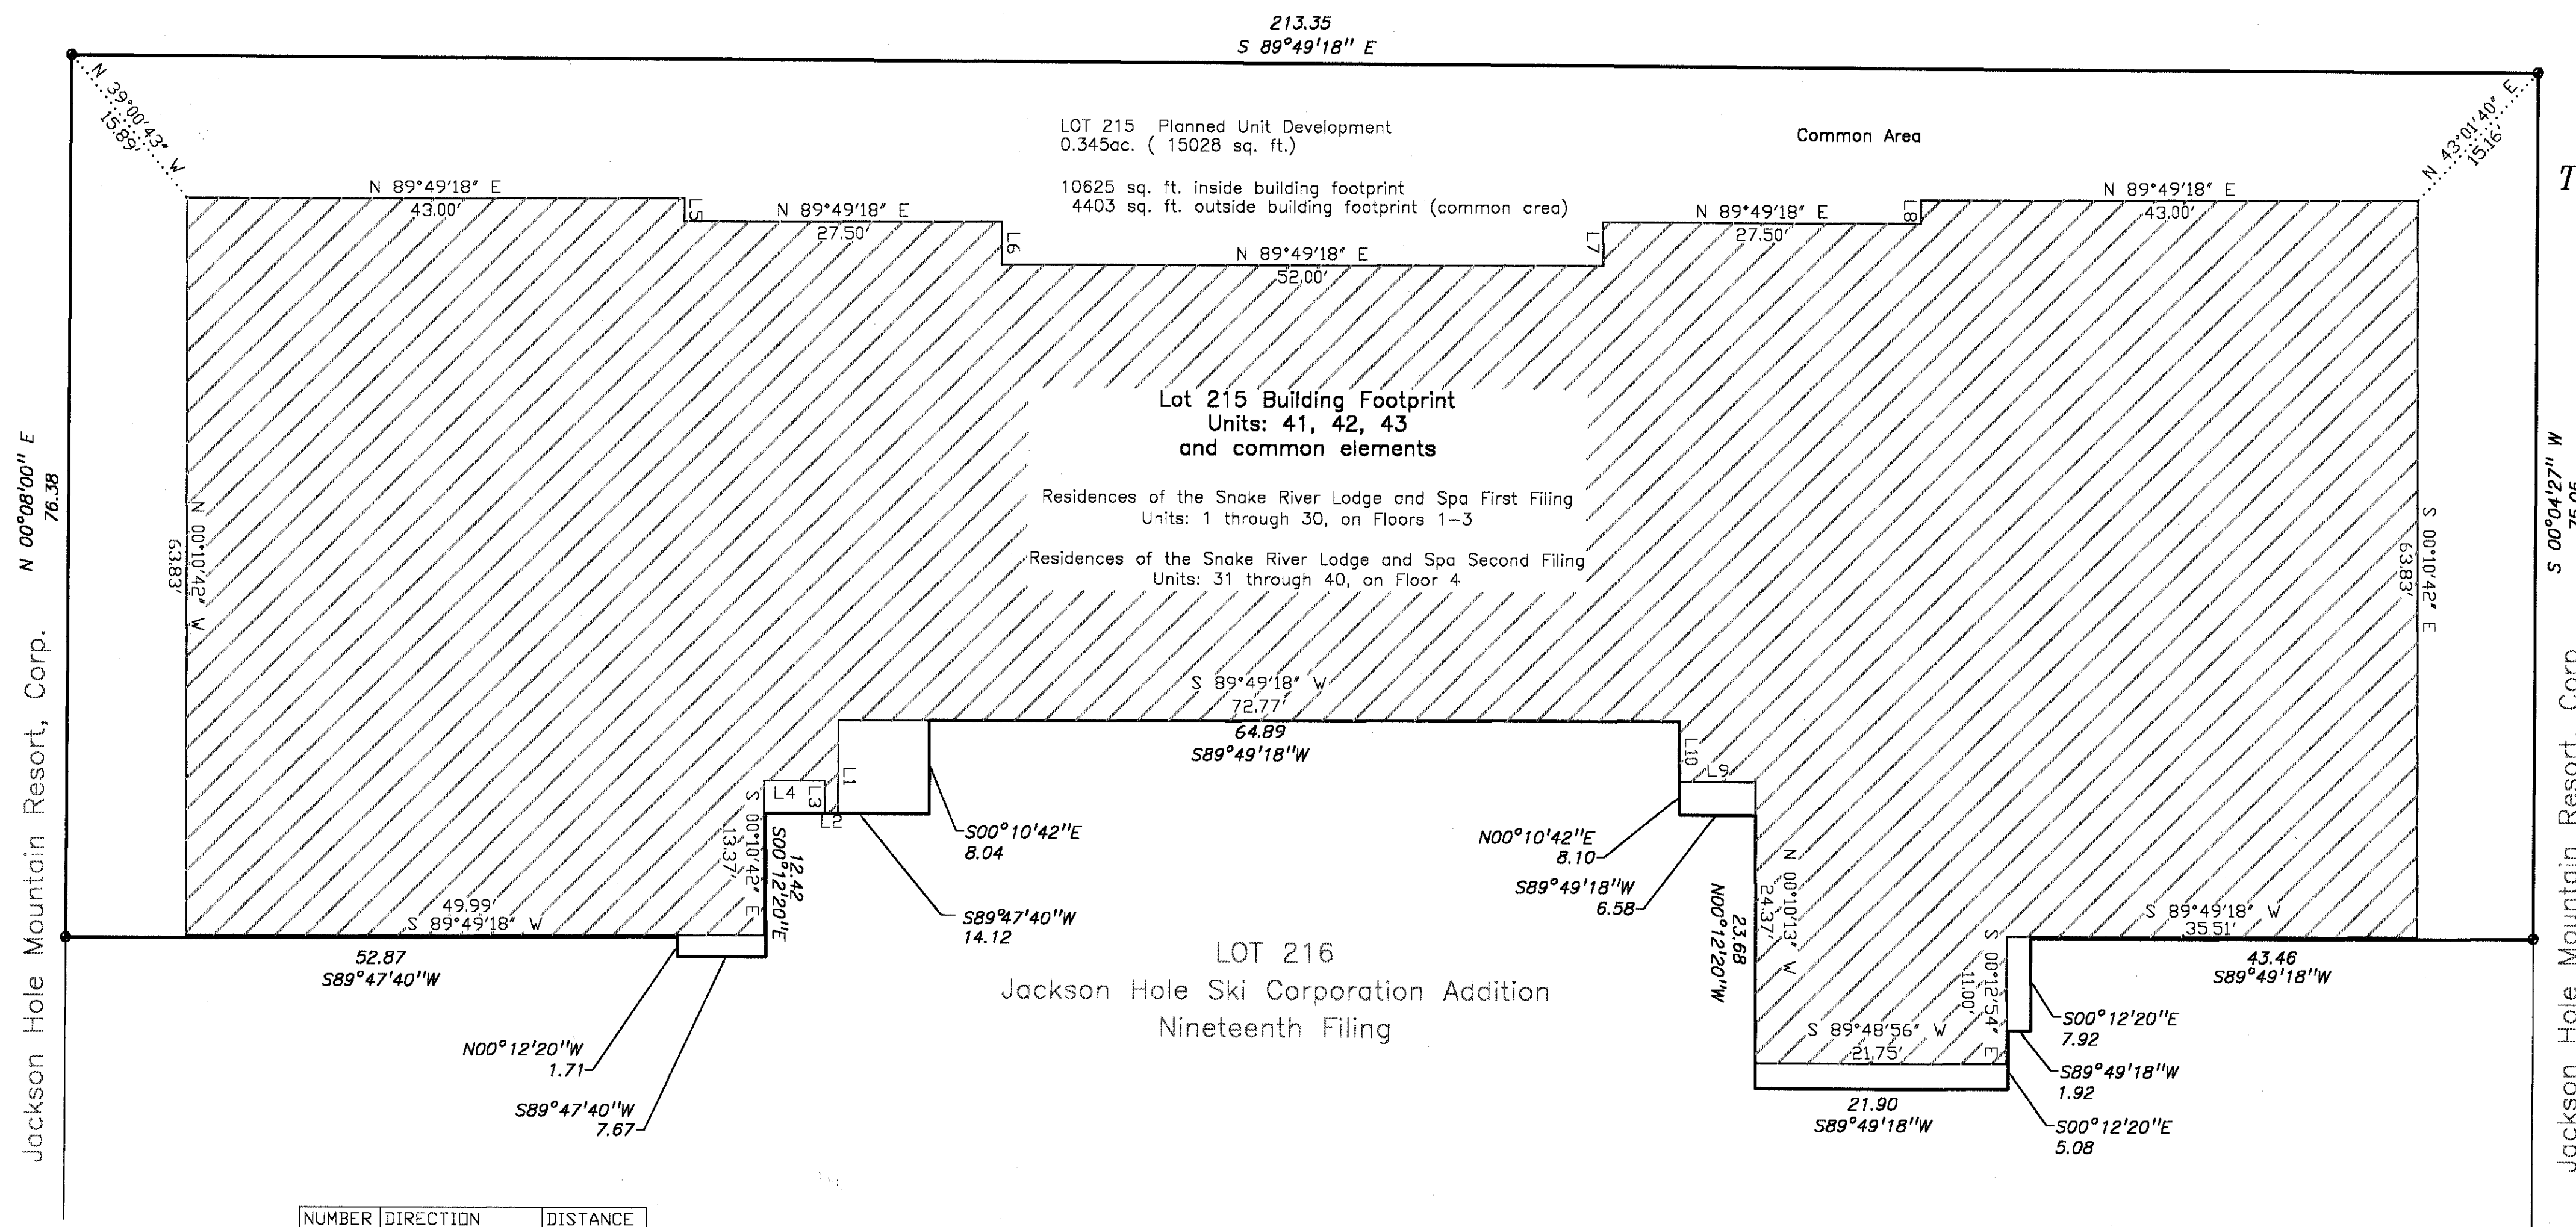 213.35
S 89°49'18" E
N 39°00'43" W
15.89'
N 43°01'40" E
15.16'
LOT 215 Planned Unit Development
0.345ac. ( 15028 sq. ft.)
Common Area
10625 sq. ft. inside building footprint
4403 sq. ft. outside building footprint (common area)
T
N 89°49'18" E
43.00'
L5
N 89°49'18" E
27.50'
L6
N 89°49'18" E
52.00'
L7
N 89°49'18" E
27.50'
L8
N 89°49'18" E
43.00'
Lot 215 Building Footprint
Units: 41, 42, 43
and common elements
Residences of the Snake River Lodge and Spa First Filing
Units: 1 through 30, on Floors 1-3
Residences of the Snake River Lodge and Spa Second Filing
Units: 31 through 40, on Floor 4
Jackson Hole Mountain Resort, Corp.
N 00°08'00" E
76.38
N 00°10'42" W
63.83'
S 00°10'42" E
63.83'
S 00°04'27" W
Jackson Hole Mountain Resort, Corp.
S 89°49'18" W
72.77'
64.89
S89°49'18"W
L1
L2
L3
L4
L10
L9
S 00°10'42" E
13.37'
12.42
S00°12'20"E
S00°10'42"E
8.04
S89°47'40"W
14.12
N00°10'42"E
8.10
S89°49'18"W
6.58
23.68
N00°12'20"W
N 00°10'13" W
24.37'
49.99'
S 89°49'18" W
52.87
S89°47'40"W
S 89°49'18" W
35.51'
43.46
S89°49'18"W
LOT 216
Jackson Hole Ski Corporation Addition
Nineteenth Filing
N00°12'20"W
1.71
S89°47'40"W
7.67
S 00°12'54" E
11.00'
S 89°48'56" W
21.75'
21.90
S89°49'18"W
S00°12'20"E
7.92
S89°49'18"W
1.92
S00°12'20"E
5.08
NUMBER DIRECTION DISTANCE